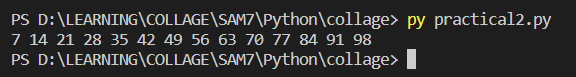 PS D:\LEARNING\COLLAGE\SAM7\Python\collage> py practical2.py
7 14 21 28 35 42 49 56 63 70 77 84 91 98
PS D:\LEARNING\COLLAGE\SAM7\Python\collage>